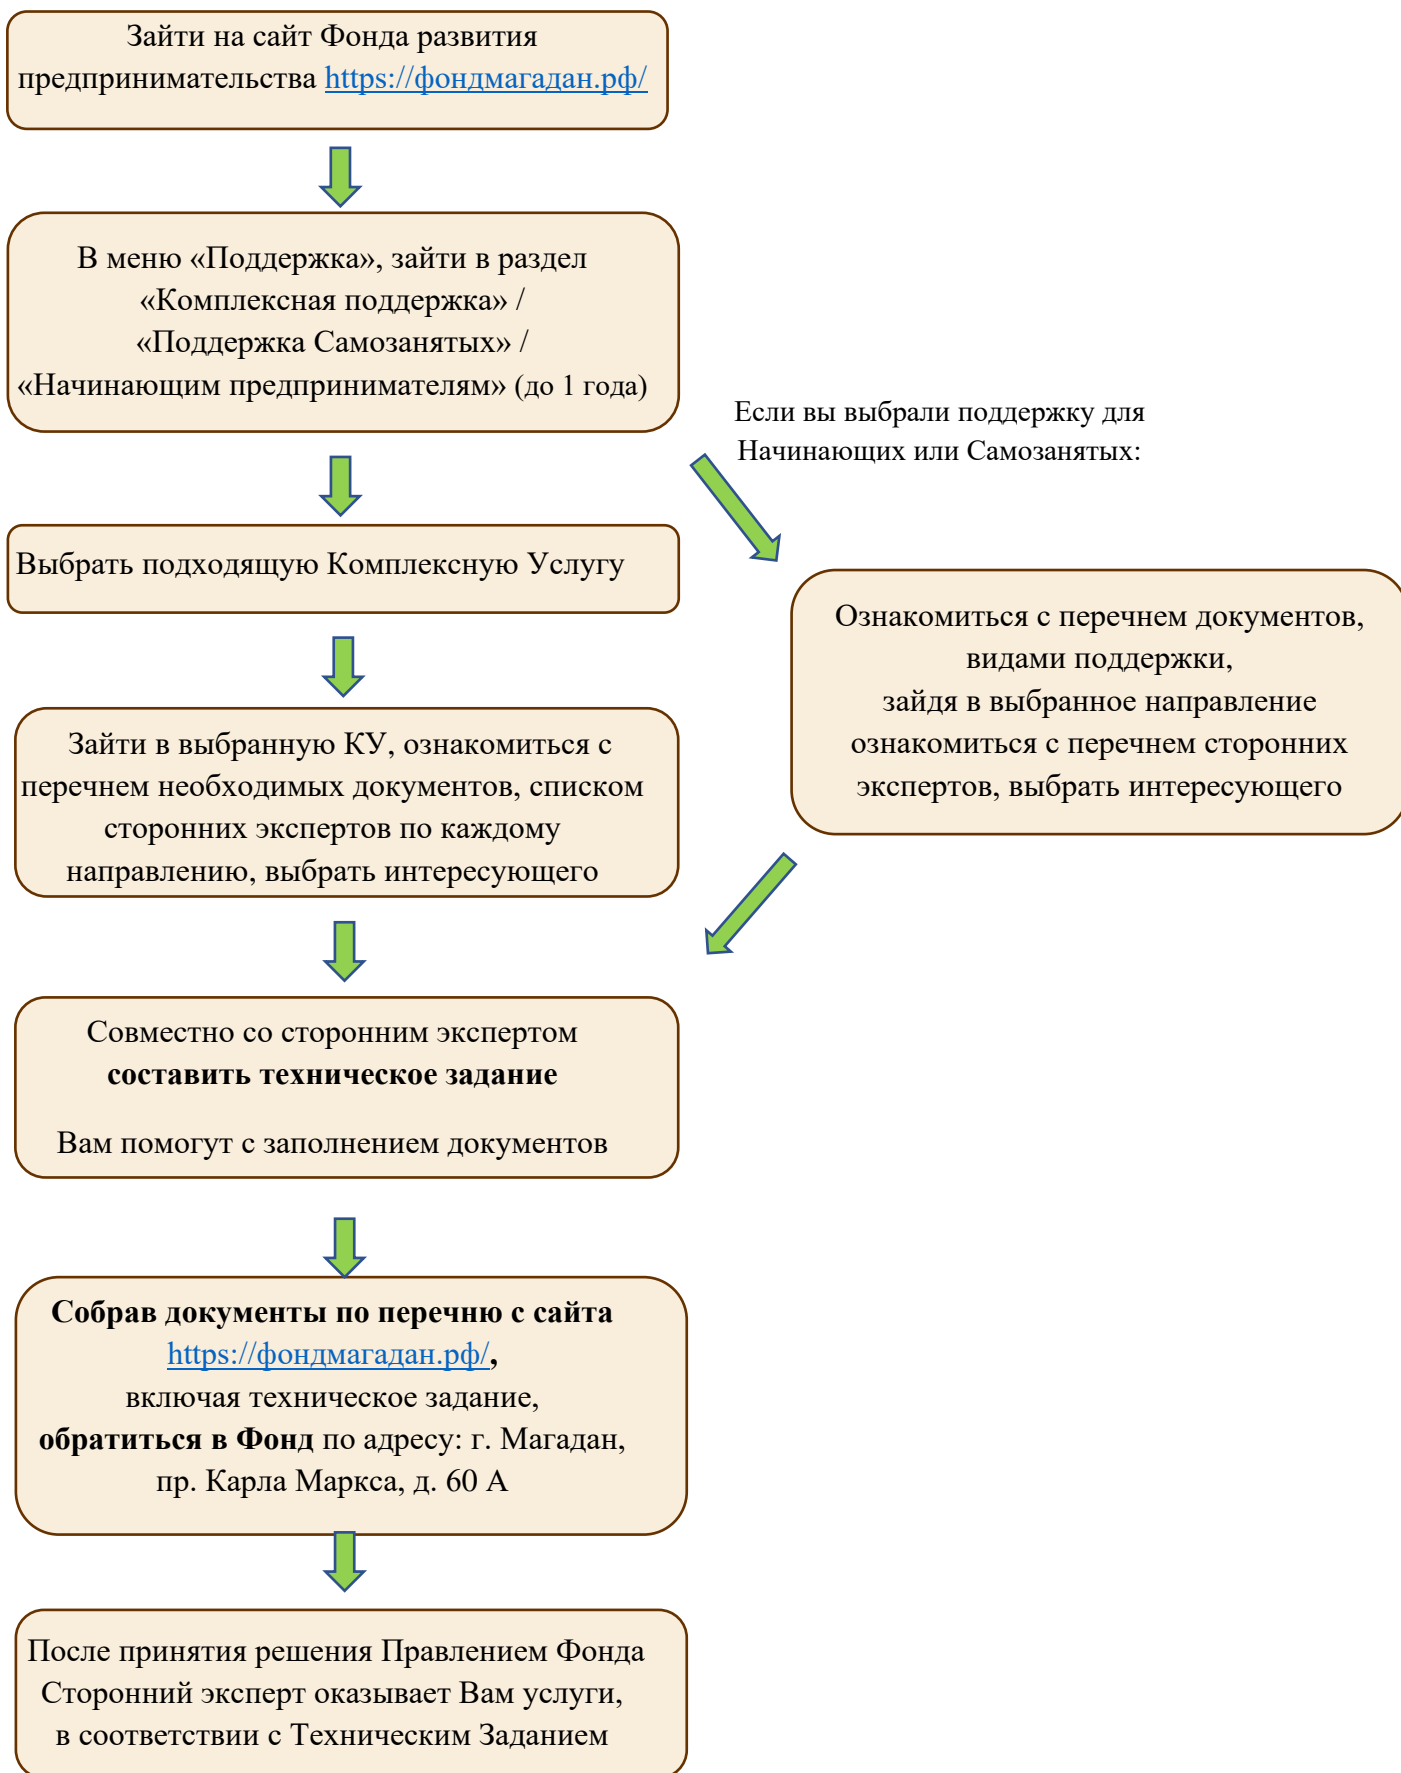 Зайти на сайт Фонда развития
предпринимательства https://фондмагадан.рф/
В меню «Поддержка», зайти в раздел
«Комплексная поддержка» /
«Поддержка Самозанятых» /
«Начинающим предпринимателям» (до 1 года)
Если вы выбрали поддержку для
Начинающих или Самозанятых:
Выбрать подходящую Комплексную Услугу
Ознакомиться с перечнем документов,
видами поддержки,
зайдя в выбранное направление
ознакомиться с перечнем сторонних
экспертов, выбрать интересующего
Зайти в выбранную КУ, ознакомиться с
перечнем необходимых документов, списком
сторонних экспертов по каждому
направлению, выбрать интересующего
Совместно со сторонним экспертом
составить техническое задание
Вам помогут с заполнением документов
Собрав документы по перечню с сайта
https://фондмагадан.рф/,
включая техническое задание,
обратиться в Фонд по адресу: г. Магадан,
пр. Карла Маркса, д. 60 А
После принятия решения Правлением Фонда
Сторонний эксперт оказывает Вам услуги,
в соответствии с Техническим Заданием